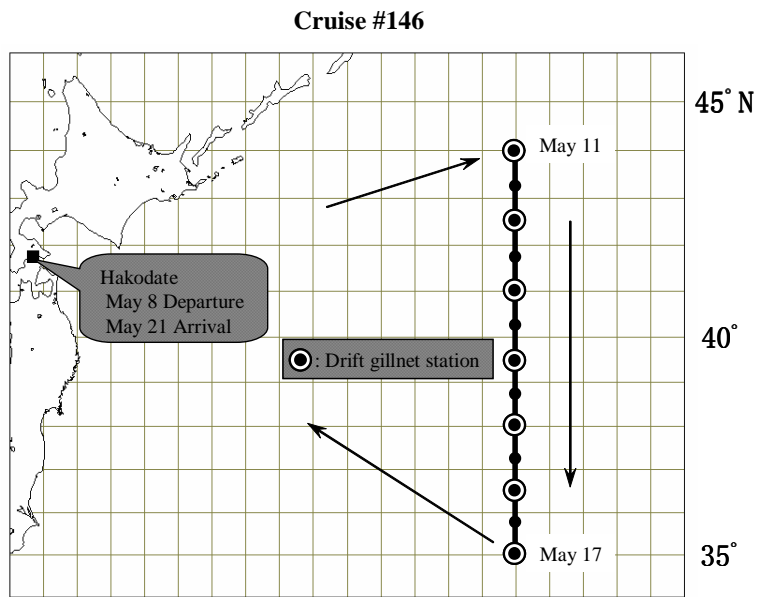 Cruise #146
45°N
May 11
Hakodate
May 8 Departure
May 21 Arrival
40°
: Drift gillnet station
May 17
35°